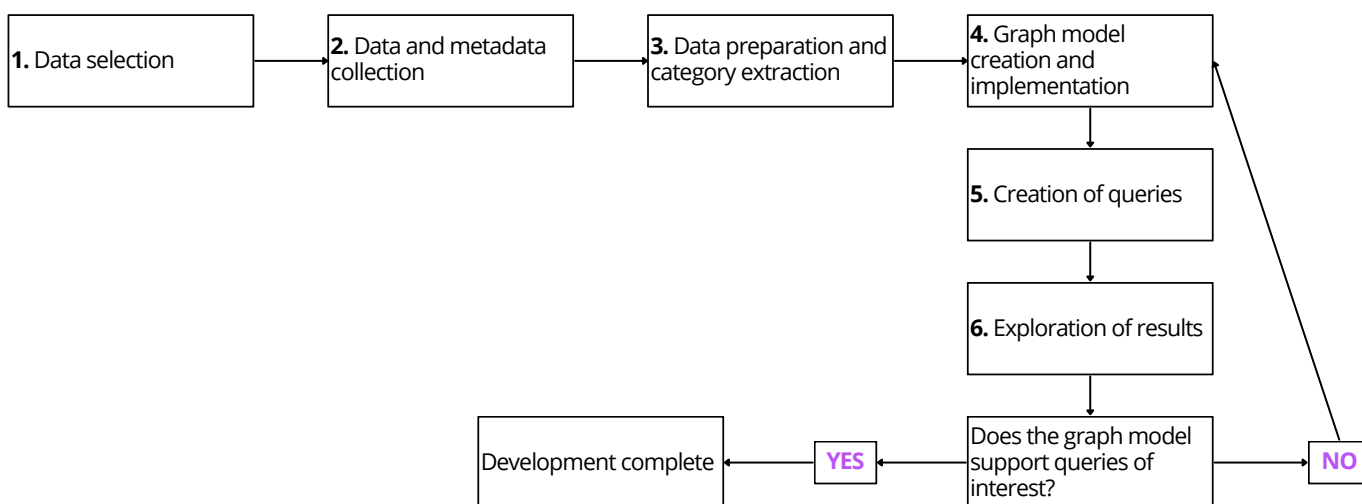 1. Data selection
2. Data and metadata
collection
3. Data preparation and
category extraction
4. Graph model
creation and
implementation
5. Creation of queries
6. Exploration of results
Does the graph model
support queries of
interest?
YES
NO
Development complete